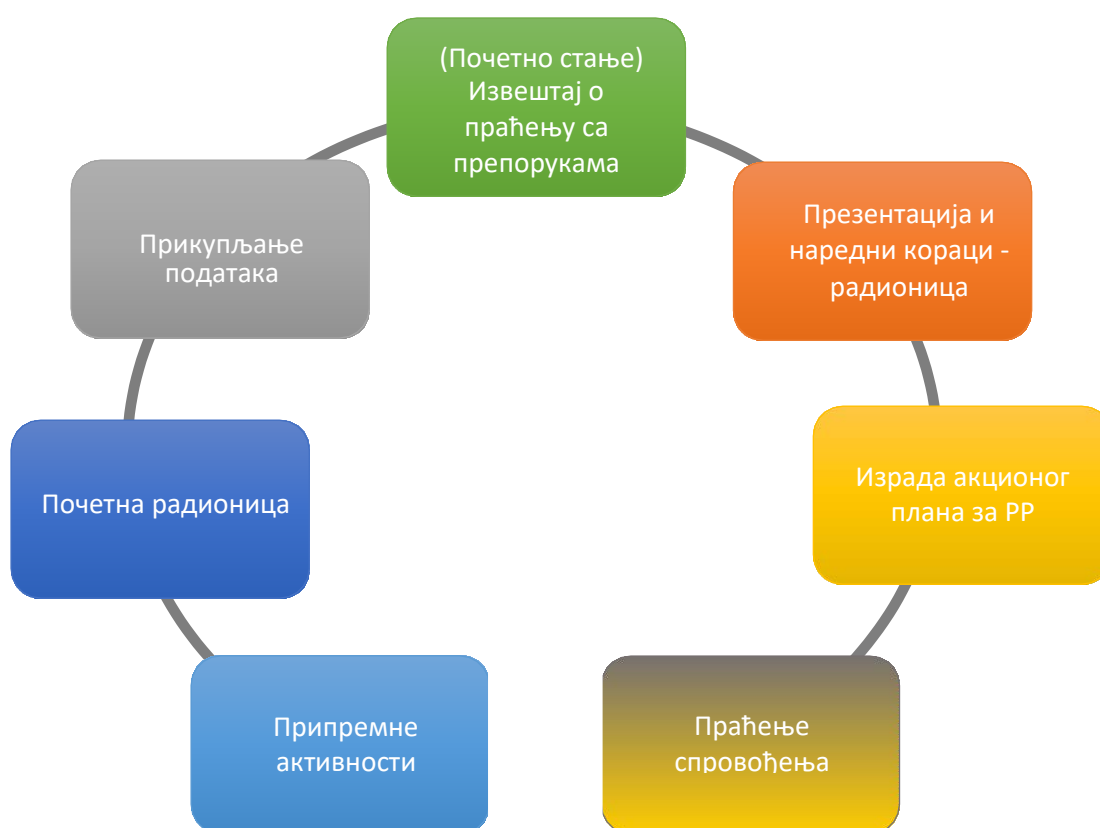 (Почетно стање)
Извештај о
праћењу са
препорукама
Прикупљање
података
Презентација и
наредни кораци -
радионица
Почетна радионица
Израда акционог
плана за РР
Припремне
активности
Праћење
спровођења